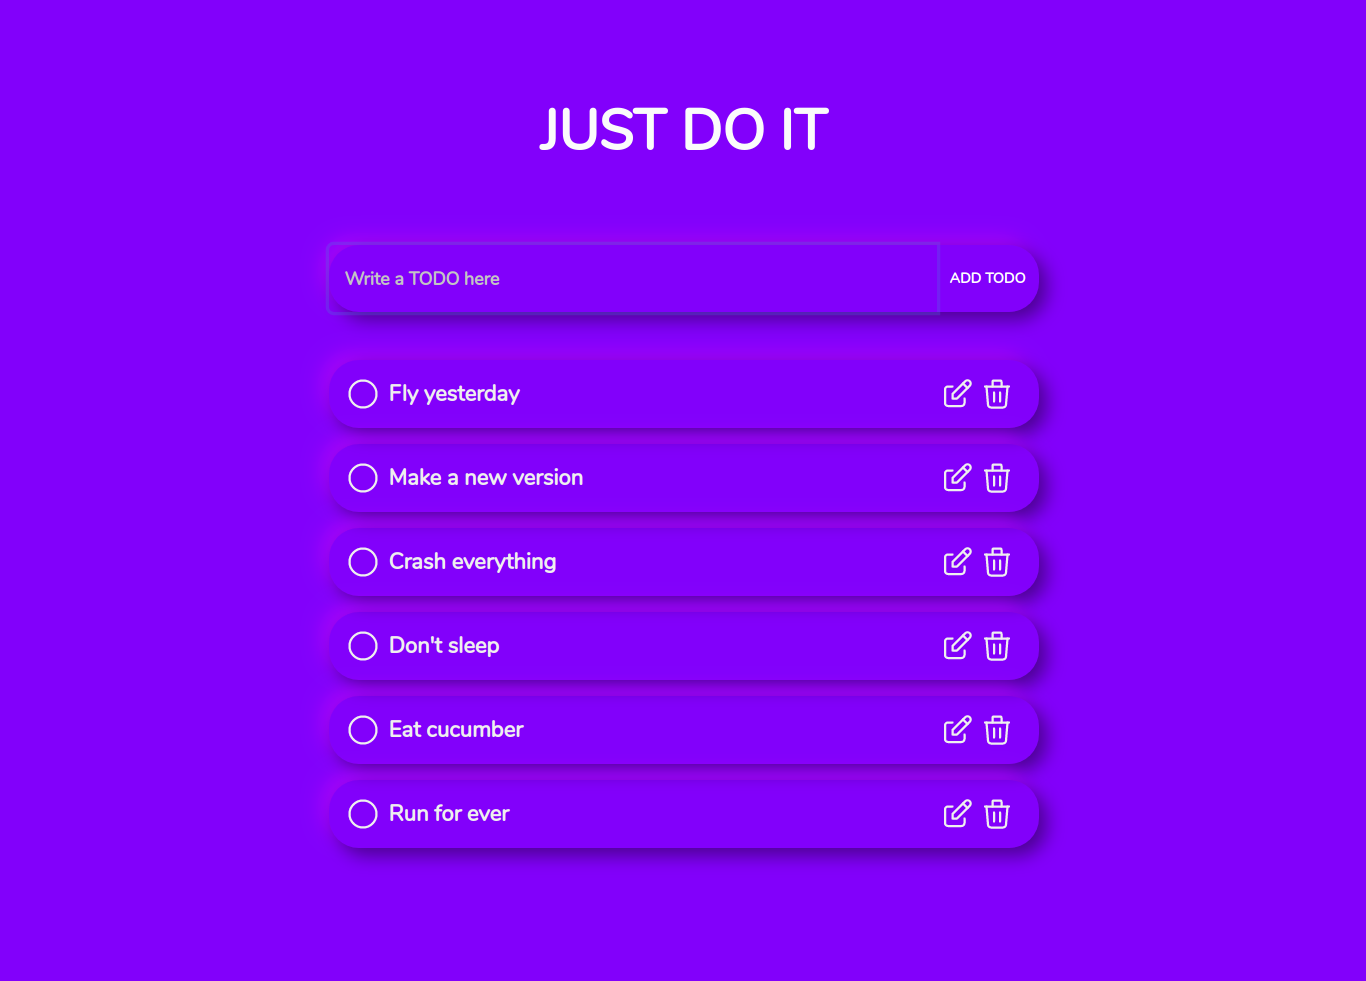 JUST DO IT
Write a TODO here
ADD TODO
Fly yesterday
Make a new version
Crash everything
Don't sleep
Eat cucumber
Run for ever